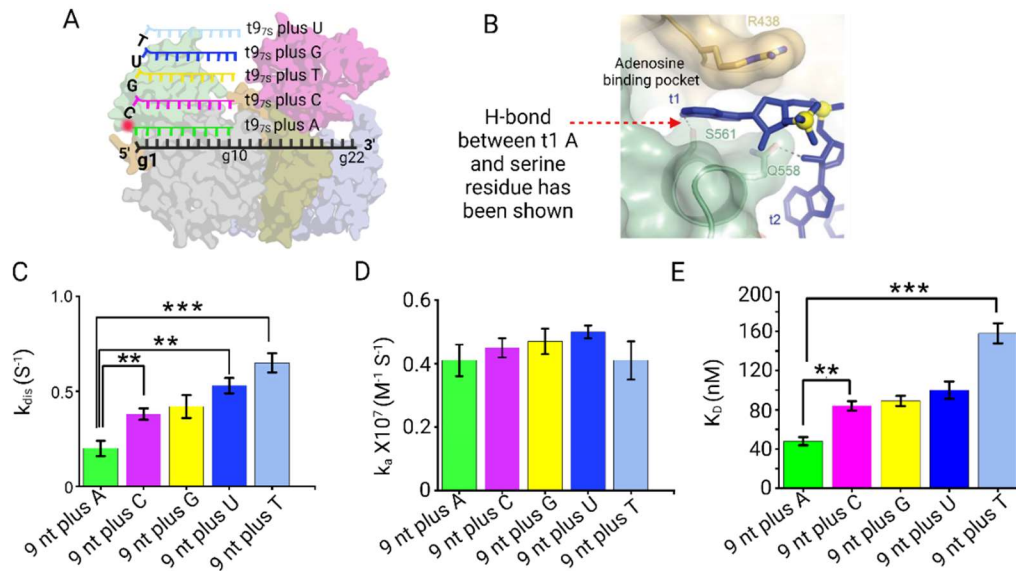 A
t9₇ₛ plus U
T
t9₇ₛ plus G
U
t9₇ₛ plus T
G
t9₇ₛ plus C
C
t9₇ₛ plus A
5'
g1
g10
g22
3'
B
R438
Adenosine
binding pocket
t1
H-bond
between t1 A
and serine
residue has
been shown
S561
Q558
t2
C
k_dis (S⁻¹)
1.0
0.5
0
***
**
**
9 nt plus A
9 nt plus C
9 nt plus G
9 nt plus U
9 nt plus T
D
k_a X10⁷ (M⁻¹ S⁻¹)
0.6
0.4
0.2
0
9 nt plus A
9 nt plus C
9 nt plus G
9 nt plus U
9 nt plus T
E
K_D (nM)
200
160
120
80
40
0
***
**
9 nt plus A
9 nt plus C
9 nt plus G
9 nt plus U
9 nt plus T